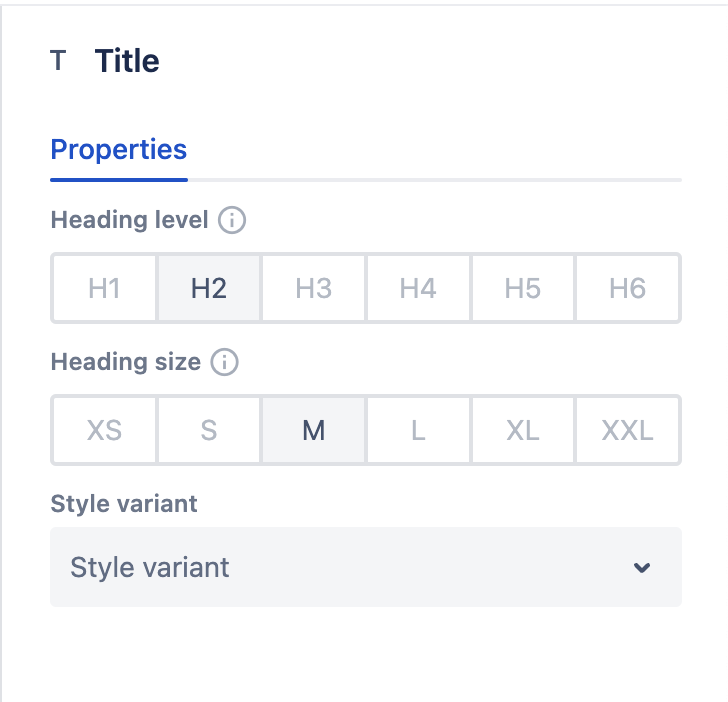 T Title
Properties
Heading level
H1 H2 H3 H4 H5 H6
Heading size
XS S M L XL XXL
Style variant
Style variant